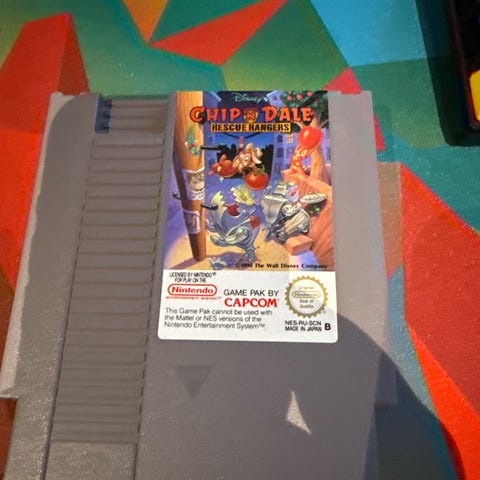 Disney's
CHIP 'N DALE
RESCUE RANGERS
© 1990 The Walt Disney Company
LICENSED BY NINTENDO®
FOR PLAY ON THE
Nintendo
GAME PAK BY
CAPCOM
This Game Pak cannot be used with
the Mattel or NES versions of the
Nintendo Entertainment System™
Original
Nintendo
Seal of
Quality
NES-RU-SCN
MADE IN JAPAN B